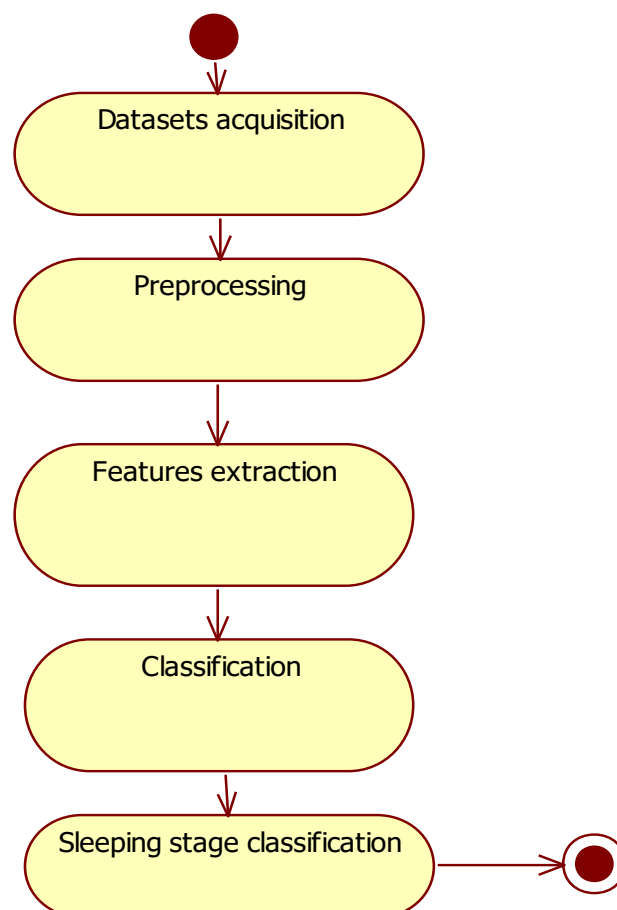 Datasets acquisition
Preprocessing
Features extraction
Classification
Sleeping stage classification